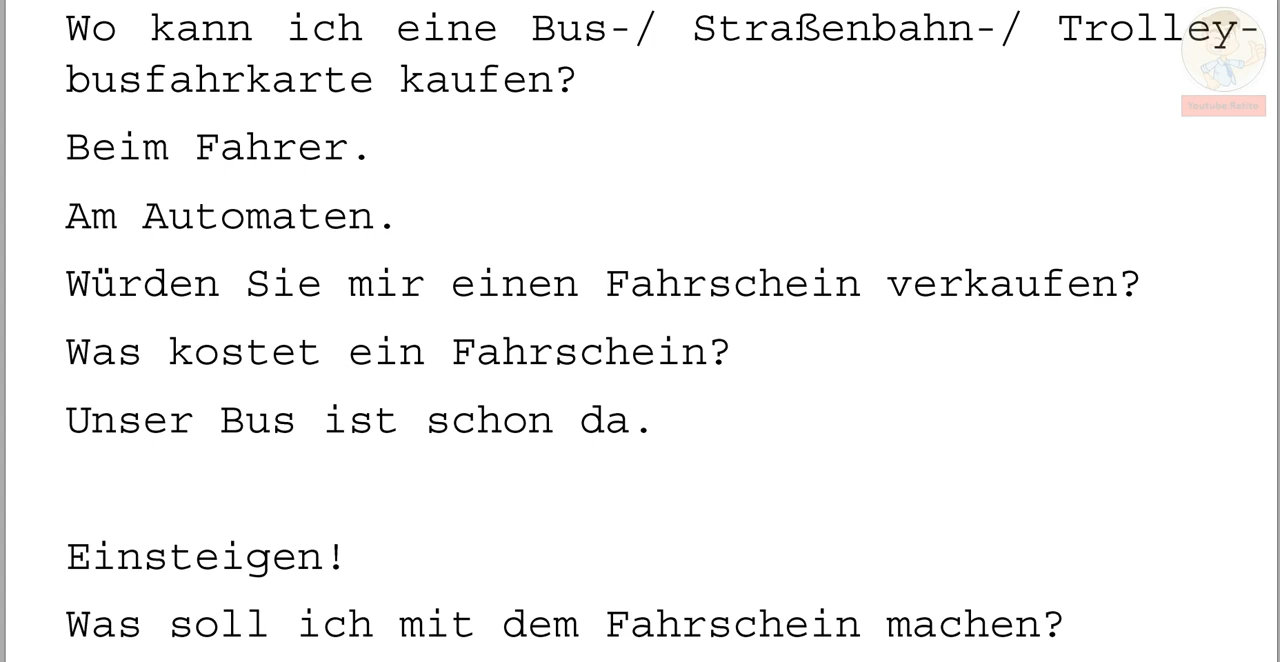 Wo kann ich eine Bus-/ Straßenbahn-/ Trolley-
busfahrkarte kaufen?
Beim Fahrer.
Am Automaten.
Würden Sie mir einen Fahrschein verkaufen?
Was kostet ein Fahrschein?
Unser Bus ist schon da.
Einsteigen!
Was soll ich mit dem Fahrschein machen?